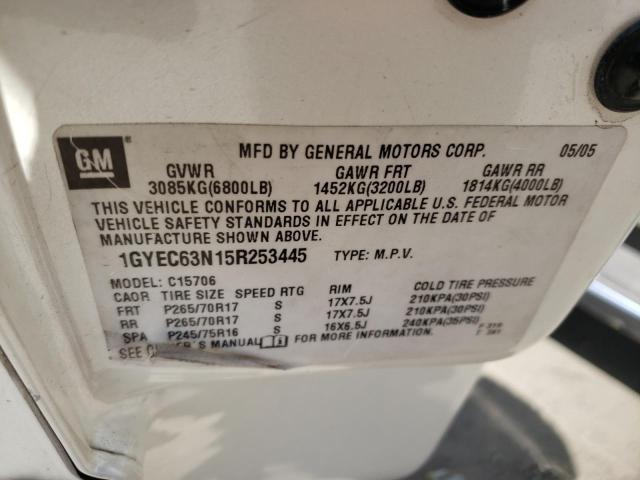 GM
MFD BY GENERAL MOTORS CORP. 05/05
GVWR GAWR FRT GAWR RR
3085KG(6800LB) 1452KG(3200LB) 1814KG(4000LB)
THIS VEHICLE CONFORMS TO ALL APPLICABLE U.S. FEDERAL MOTOR
VEHICLE SAFETY STANDARDS IN EFFECT ON THE DATE OF
MANUFACTURE SHOWN ABOVE.
1GYEC63N15R253445 TYPE: M.P.V.
MODEL: C15706
CAOR TIRE SIZE SPEED RTG RIM COLD TIRE PRESSURE
FRT P265/70R17 S 17X7.5J 210KPA(30PSI)
RR P265/70R17 S 17X7.5J 210KPA(30PSI)
SPA P245/75R16 S 16X6.5J 240KPA(35PSI)
SEE MANUAL FOR MORE INFORMATION